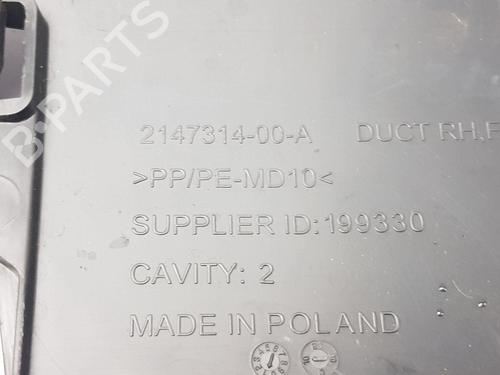 2147314-00-A DUCT RH,F
>PP/PE-MD10<
SUPPLIER ID:199330
CAVITY: 2
MADE IN POLAND
B-PARTS